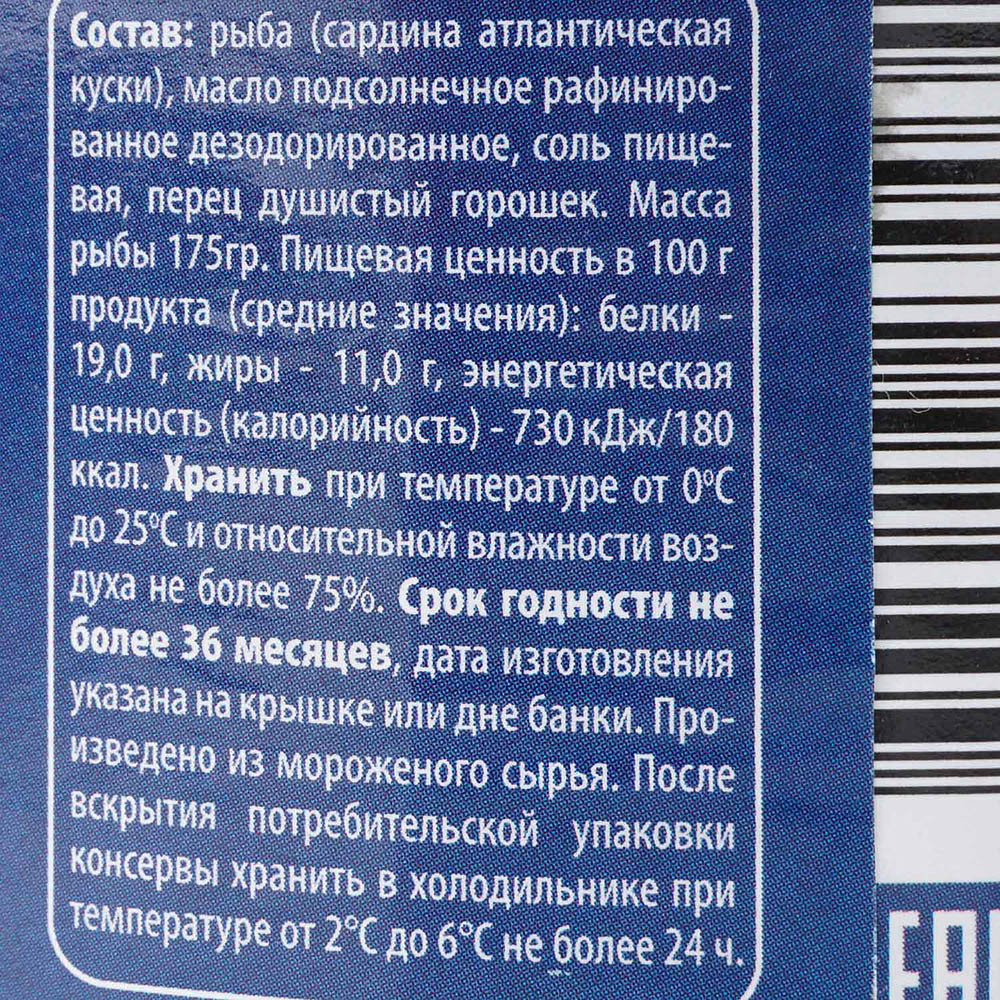 Состав: рыба (сардина атлантическая
куски), масло подсолнечное рафиниро-
ванное дезодорированное, соль пище-
вая, перец душистый горошек. Масса
рыбы 175гр. Пищевая ценность в 100 г
продукта (средние значения): белки -
19,0 г, жиры - 11,0 г, энергетическая
ценность (калорийность) - 730 кДж/180
ккал. Хранить при температуре от 0°С
до 25°С и относительной влажности воз-
духа не более 75%. Срок годности не
более 36 месяцев, дата изготовления
указана на крышке или дне банки. Про-
изведено из мороженого сырья. После
вскрытия потребительской упаковки
консервы хранить в холодильнике при
температуре от 2°С до 6°С не более 24 ч.
EAC